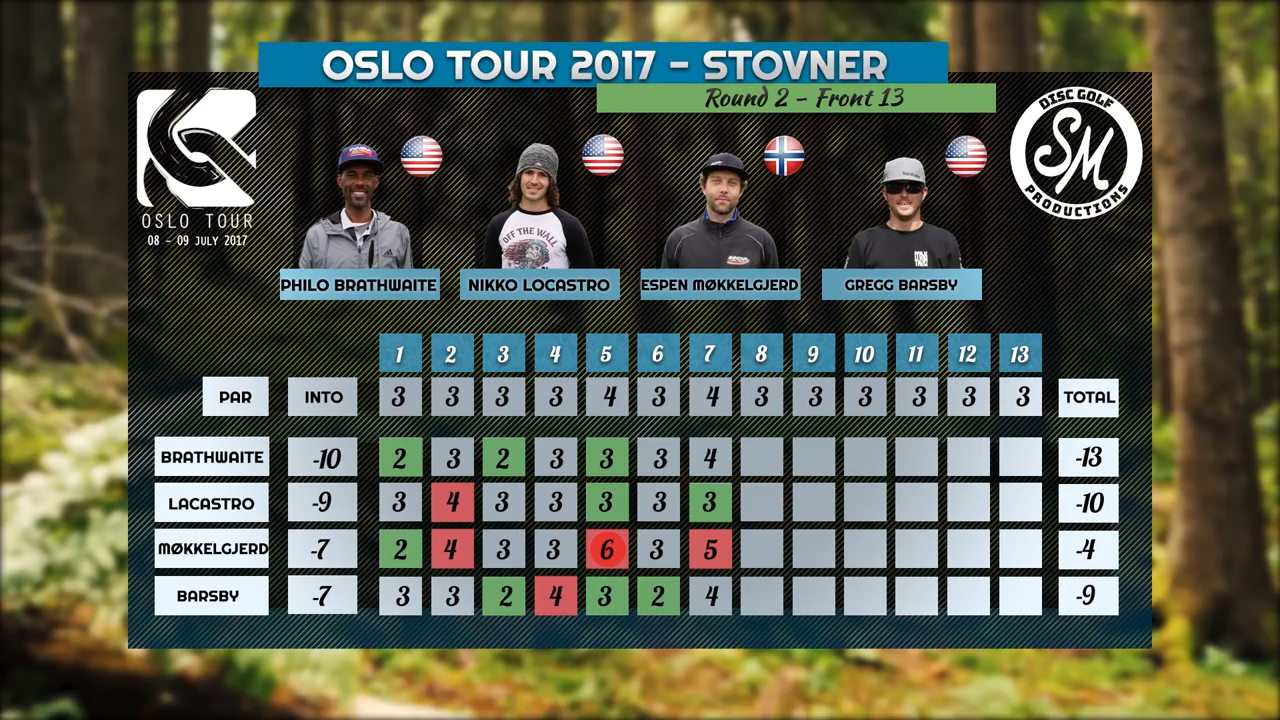 OSLO TOUR 2017 - STOVNER
Round 2 - Front 13
OSLO TOUR
08 - 09 JULY 2017
DISC GOLF
SM
PRODUCTIONS
OFF THE WALL
PHILO BRATHWAITE NIKKO LOCASTRO ESPEN MØKKELGJERD GREGG BARSBY
1 2 3 4 5 6 7 8 9 10 11 12 13
PAR INTO 3 3 3 3 4 3 4 3 3 3 3 3 3 TOTAL
BRATHWAITE -10 2 3 2 3 3 3 4 -13
LACASTRO -9 3 4 3 3 3 3 3 -10
MØKKELGJERD -7 2 4 3 3 6 3 5 -4
BARSBY -7 3 3 2 4 3 2 4 -9